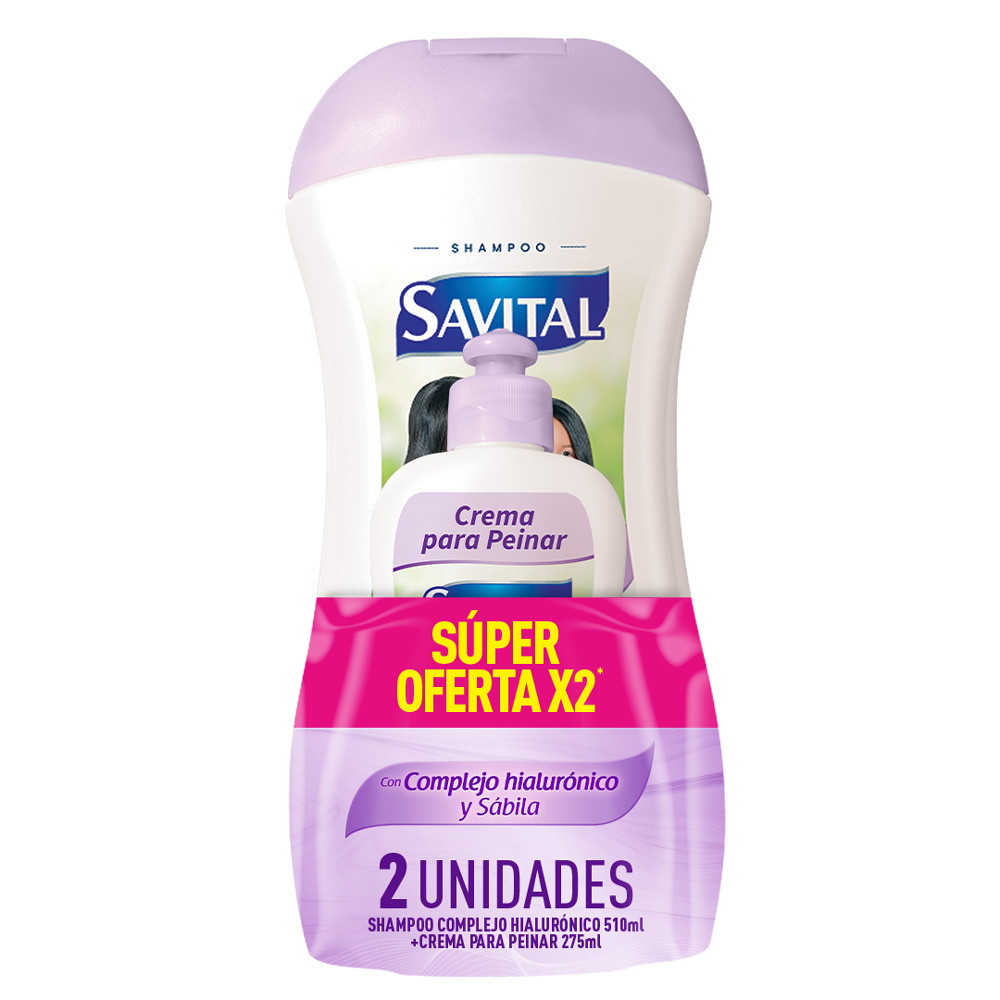 SHAMPOO
SAVITAL
Crema
para Peinar
SÚPER
OFERTA X2*
Con Complejo hialurónico
y Sábila
2 UNIDADES
SHAMPOO COMPLEJO HIALURÓNICO 510ml
+CREMA PARA PEINAR 275ml